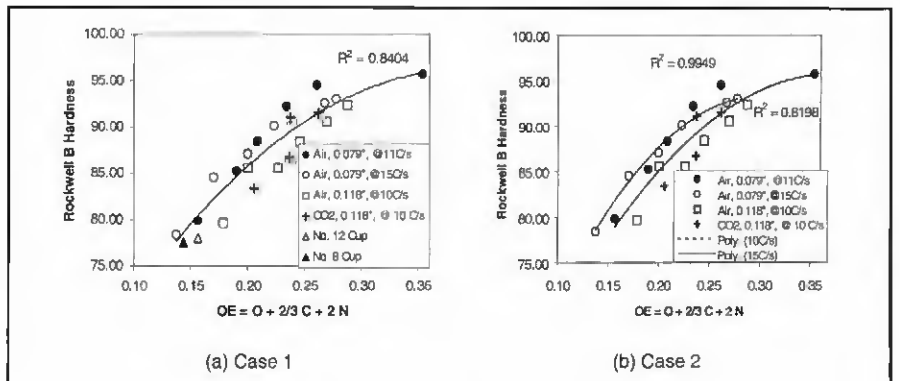 100.00
95.00
90.00
85.00
80.00
75.00
Rockwell B Hardness
R² = 0.8404
Air, 0.079", @11C/s
Air, 0.079", @15C/s
Air, 0.118", @10C/s
CO2, 0.118", @ 10 C/s
No. 12 Cup
No. 8 Cup
0.10 0.15 0.20 0.25 0.30 0.35
OE = O + 2/3 C + 2 N
(a) Case 1
100.00
95.00
90.00
85.00
80.00
75.00
Rockwell B Hardness
R² = 0.9949
R² = 0.8198
Air, 0.079", @11C/s
Air, 0.079", @15C/s
Air, 0.118", @10C/s
CO2, 0.118", @ 10 C/s
Poly. (10C/s)
Poly. (15C/s)
0.10 0.15 0.20 0.25 0.30 0.35
OE = O + 2/3 C + 2 N
(b) Case 2